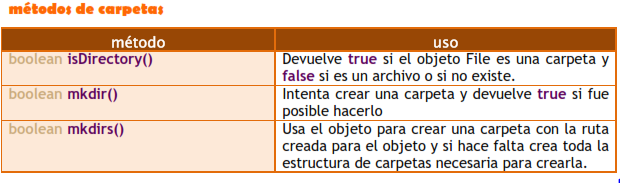 métodos de carpetas
método uso
boolean isDirectory() Devuelve true si el objeto File es una carpeta y
false si es un archivo o si no existe.
boolean mkdir() Intenta crear una carpeta y devuelve true si fue
posible hacerlo
boolean mkdirs() Usa el objeto para crear una carpeta con la ruta
creada para el objeto y si hace falta crea toda la
estructura de carpetas necesaria para crearla.